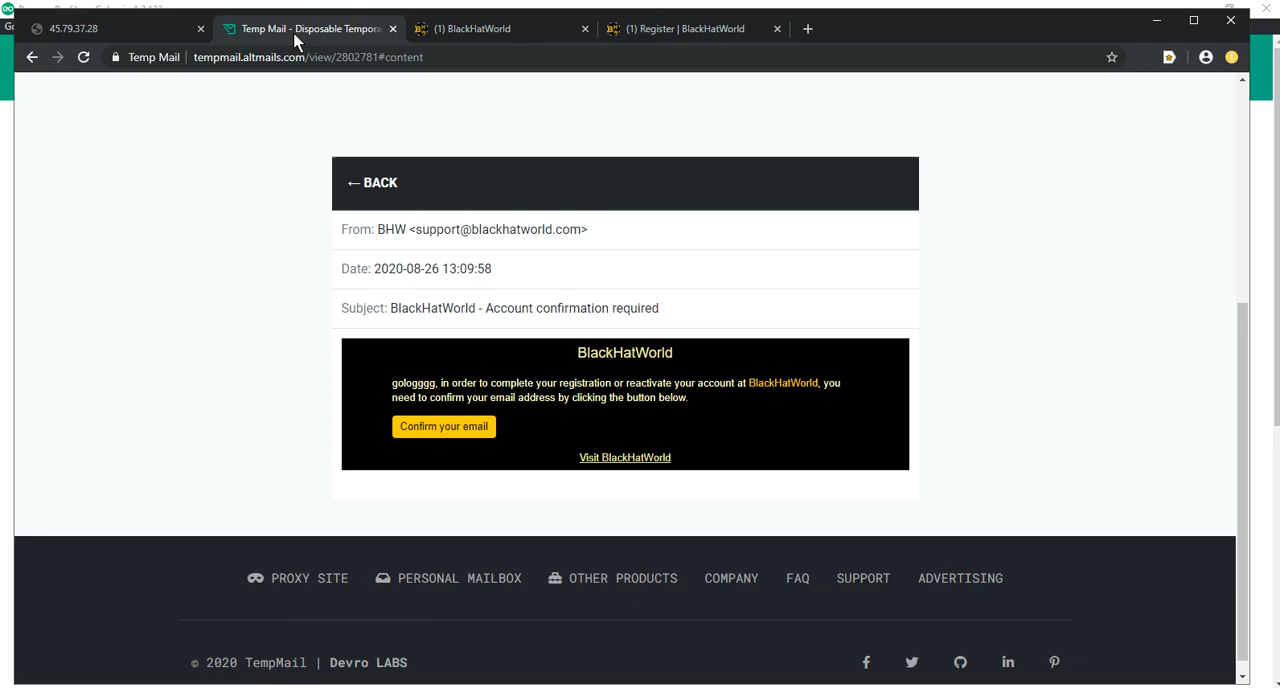 45.79.37.28
Temp Mail - Disposable Tempora
(1) BlackHatWorld
(1) Register | BlackHatWorld
Temp Mail
tempmail.altmails.com/view/2802781#content
← BACK
From: BHW <support@blackhatworld.com>
Date: 2020-08-26 13:09:58
Subject: BlackHatWorld - Account confirmation required
BlackHatWorld
gologggg, in order to complete your registration or reactivate your account at BlackHatWorld, you
need to confirm your email address by clicking the button below.
Confirm your email
Visit BlackHatWorld
PROXY SITE
PERSONAL MAILBOX
OTHER PRODUCTS
COMPANY
FAQ
SUPPORT
ADVERTISING
© 2020 TempMail | Devro LABS